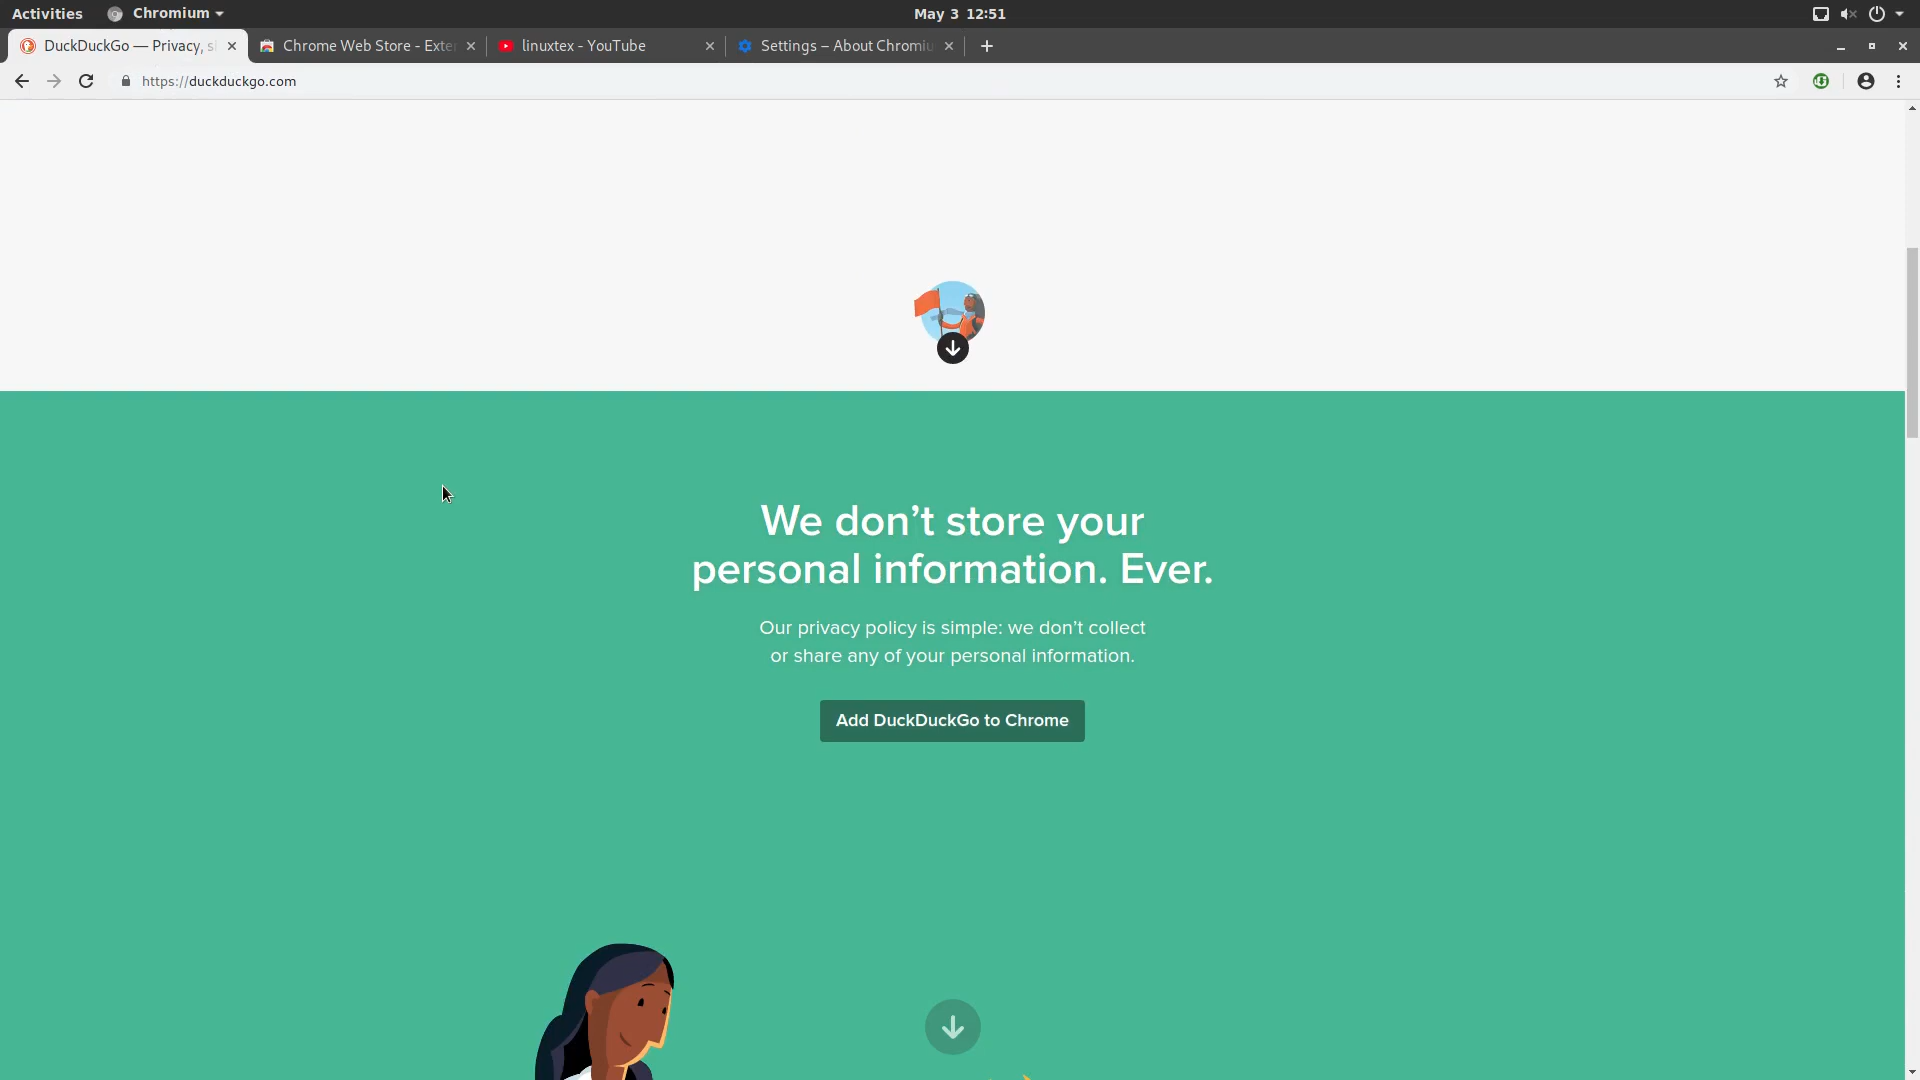 Activities Chromium May 3 12:51
DuckDuckGo — Privacy, s Chrome Web Store - Exte linuxtex - YouTube Settings – About Chromiu
https://duckduckgo.com
We don’t store your
personal information. Ever.
Our privacy policy is simple: we don’t collect
or share any of your personal information.
Add DuckDuckGo to Chrome